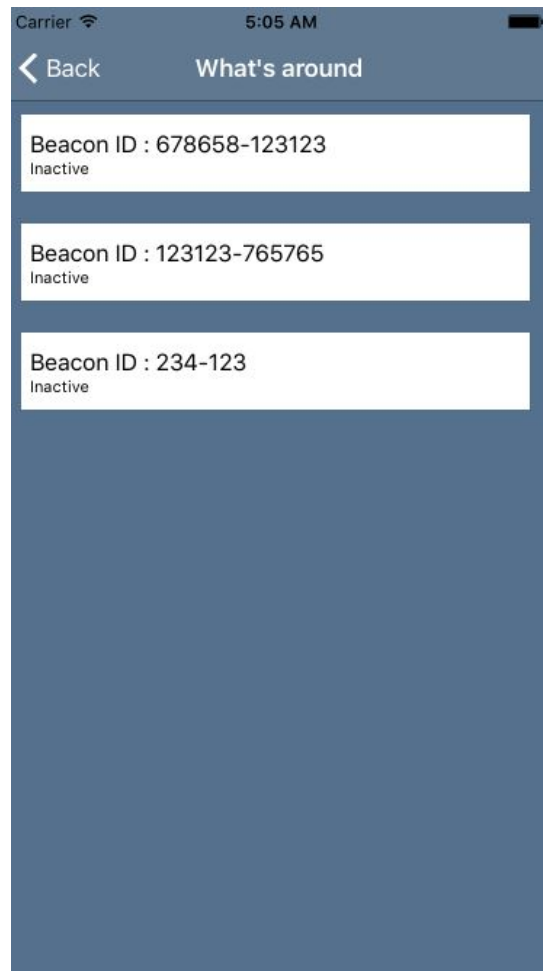 Carrier 5:05 AM
Back What's around
Beacon ID : 678658-123123
Inactive
Beacon ID : 123123-765765
Inactive
Beacon ID : 234-123
Inactive